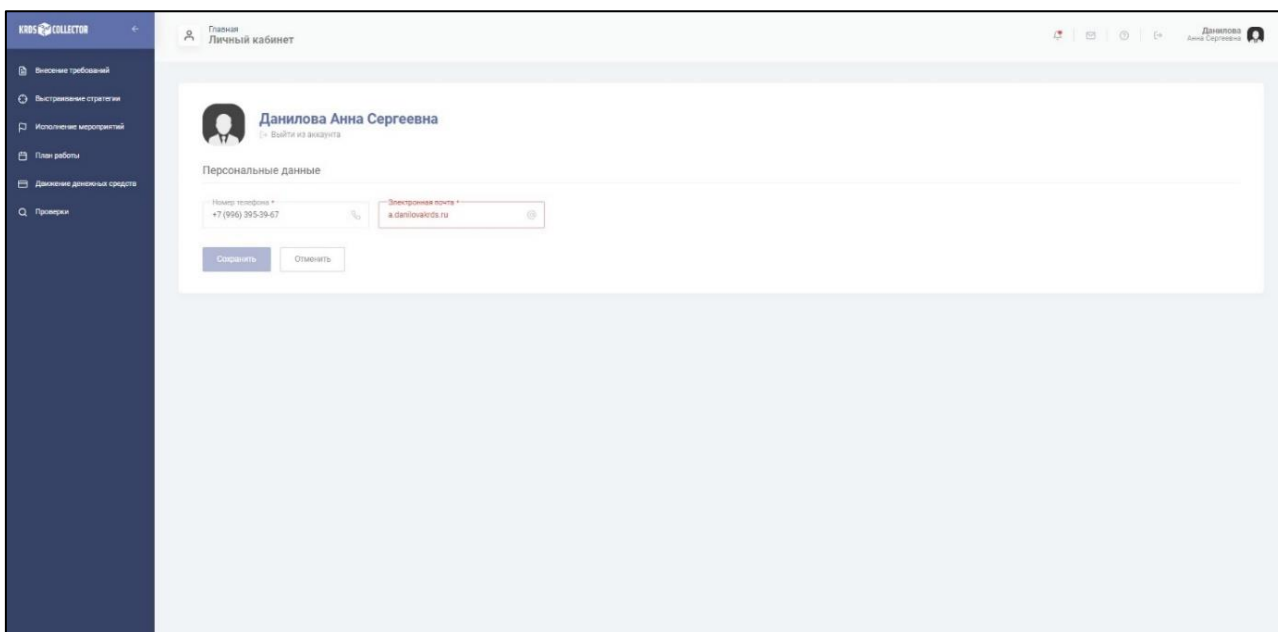 KRDS COLLECTOR
Внесение требований
Выстраивание стратегии
Исполнение мероприятий
План работы
Движение денежных средств
Проверки
Главная
Личный кабинет
Данилова
Анна Сергеевна
Данилова Анна Сергеевна
Выйти из аккаунта
Персональные данные
Номер телефона *
+7 (996) 395-39-67
Электронная почта *
a.danilovakrds.ru
Сохранить
Отменить